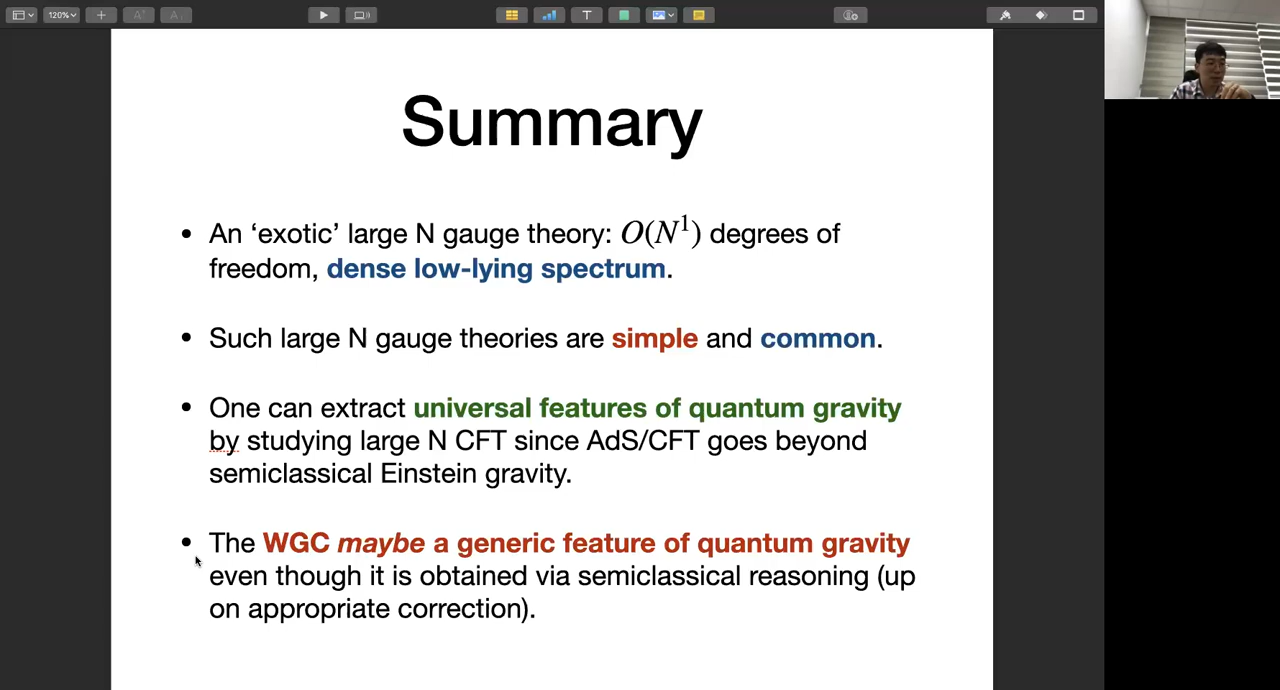 120%
Summary
• An ‘exotic’ large N gauge theory: O(N¹) degrees of
freedom, dense low-lying spectrum.
• Such large N gauge theories are simple and common.
• One can extract universal features of quantum gravity
by studying large N CFT since AdS/CFT goes beyond
semiclassical Einstein gravity.
• The WGC maybe a generic feature of quantum gravity
even though it is obtained via semiclassical reasoning (up
on appropriate correction).